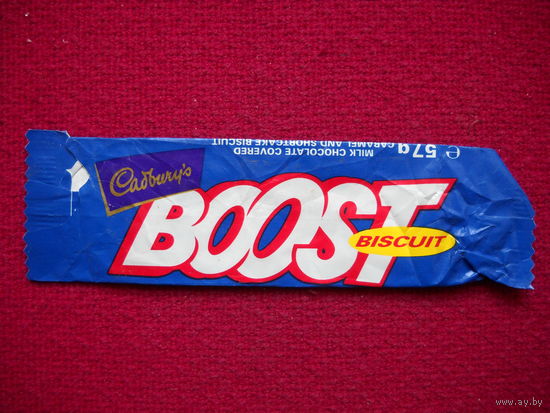 MILK CHOCOLATE COVERED
CARAMEL AND SHORTCAKE BISCUIT
57g e
Cadbury's
BOOST
BISCUIT
www.ay.by